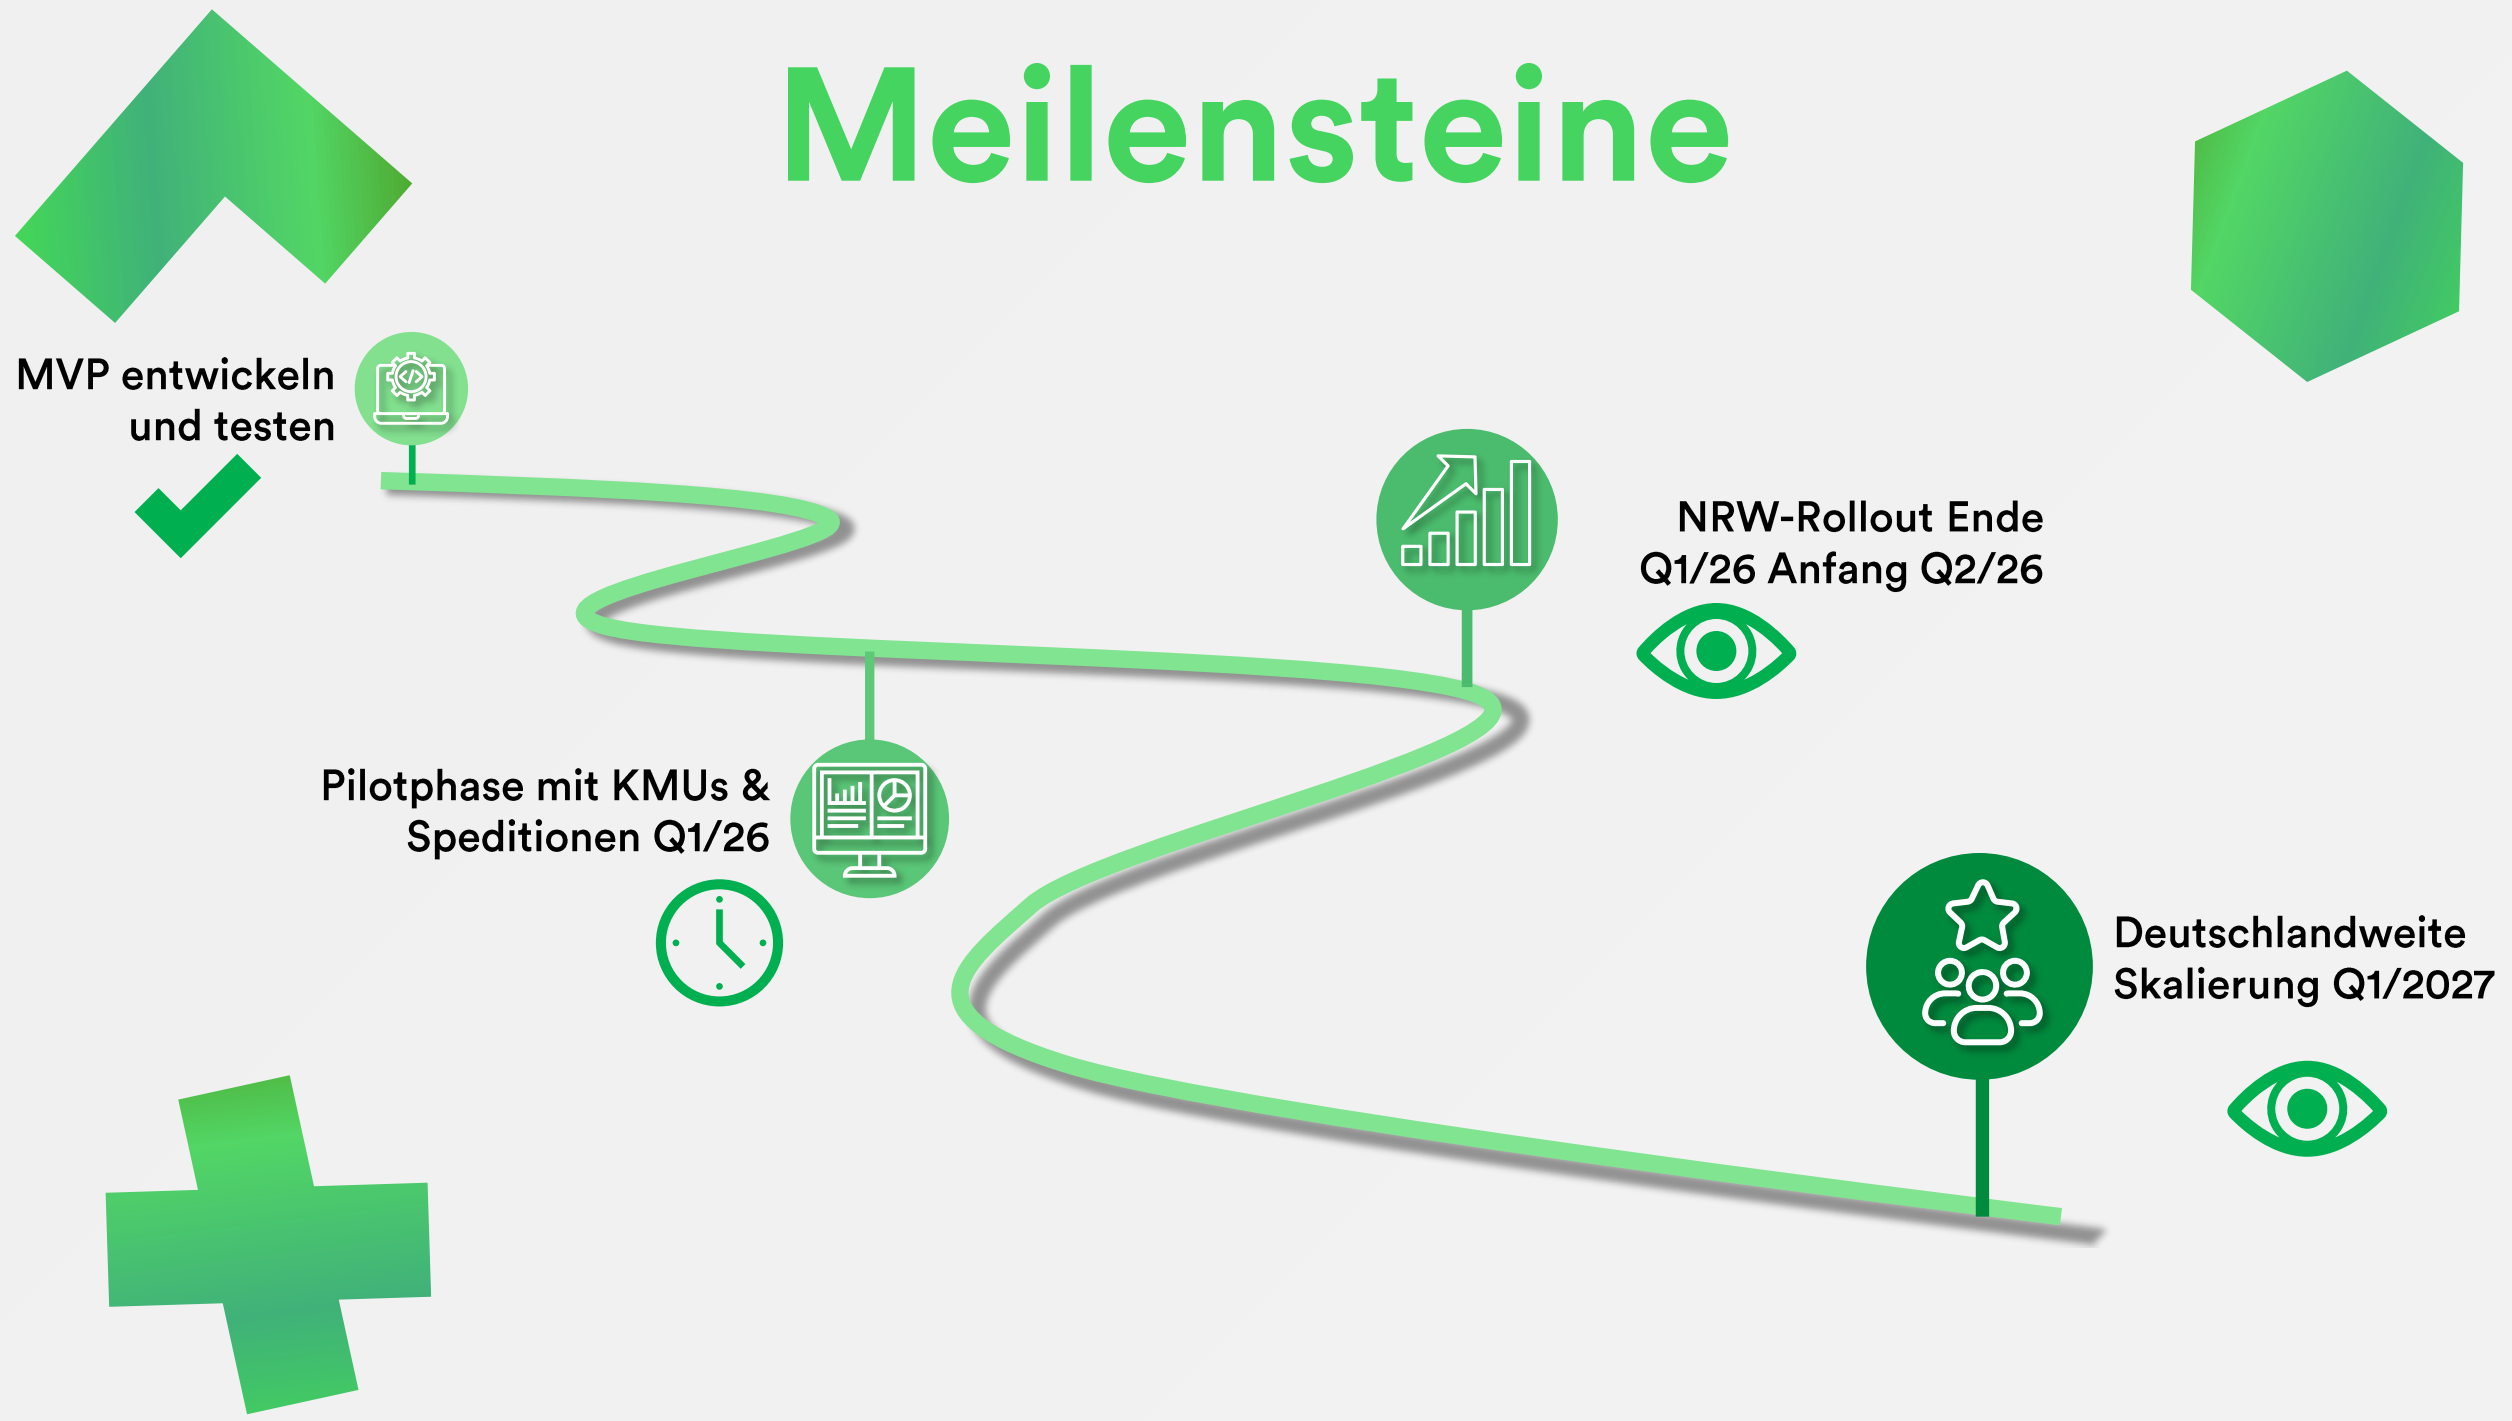 Meilensteine
MVP entwickeln
und testen
NRW-Rollout Ende
Q1/26 Anfang Q2/26
Pilotphase mit KMUs &
Speditionen Q1/26
Deutschlandweite
Skalierung Q1/2027